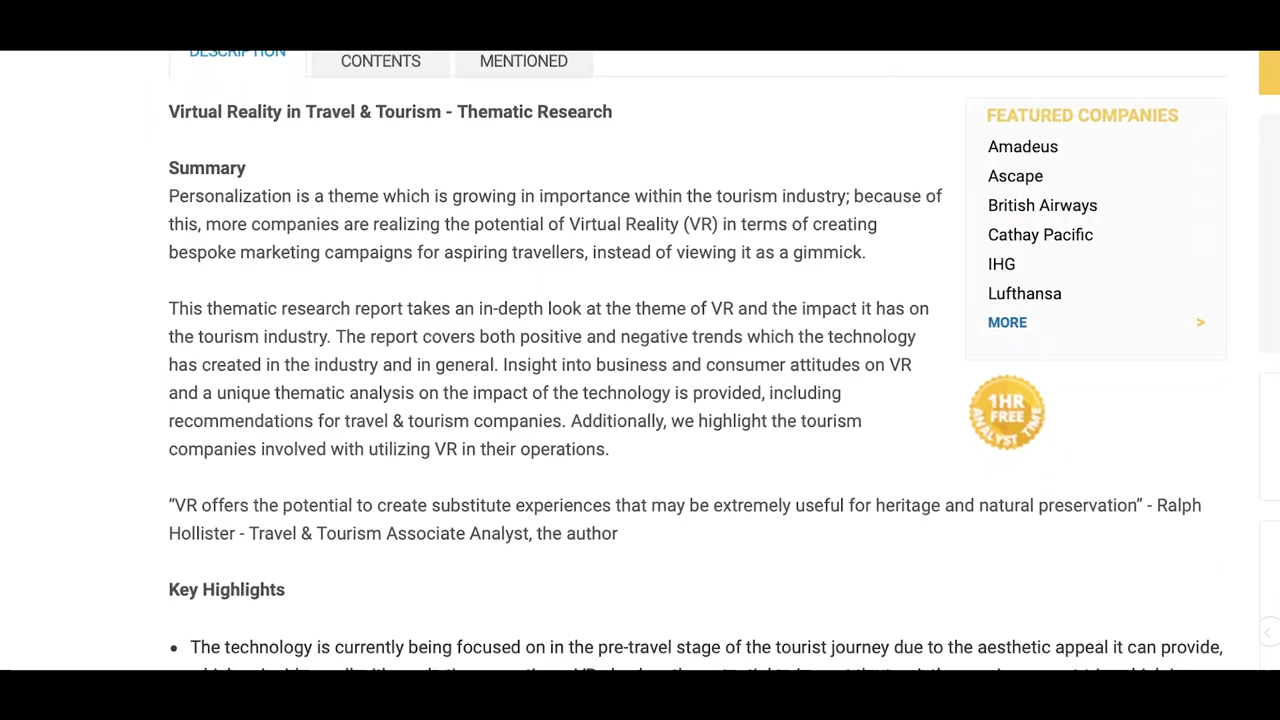 DESCRIPTION
CONTENTS
MENTIONED
Virtual Reality in Travel & Tourism - Thematic Research
Summary
Personalization is a theme which is growing in importance within the tourism industry; because of
this, more companies are realizing the potential of Virtual Reality (VR) in terms of creating
bespoke marketing campaigns for aspiring travellers, instead of viewing it as a gimmick.
This thematic research report takes an in-depth look at the theme of VR and the impact it has on
the tourism industry. The report covers both positive and negative trends which the technology
has created in the industry and in general. Insight into business and consumer attitudes on VR
and a unique thematic analysis on the impact of the technology is provided, including
recommendations for travel & tourism companies. Additionally, we highlight the tourism
companies involved with utilizing VR in their operations.
“VR offers the potential to create substitute experiences that may be extremely useful for heritage and natural preservation” - Ralph
Hollister - Travel & Tourism Associate Analyst, the author
Key Highlights
• The technology is currently being focused on in the pre-travel stage of the tourist journey due to the aesthetic appeal it can provide,
FEATURED COMPANIES
Amadeus
Ascape
British Airways
Cathay Pacific
IHG
Lufthansa
MORE >
1HR
FREE
ANALYST TIME